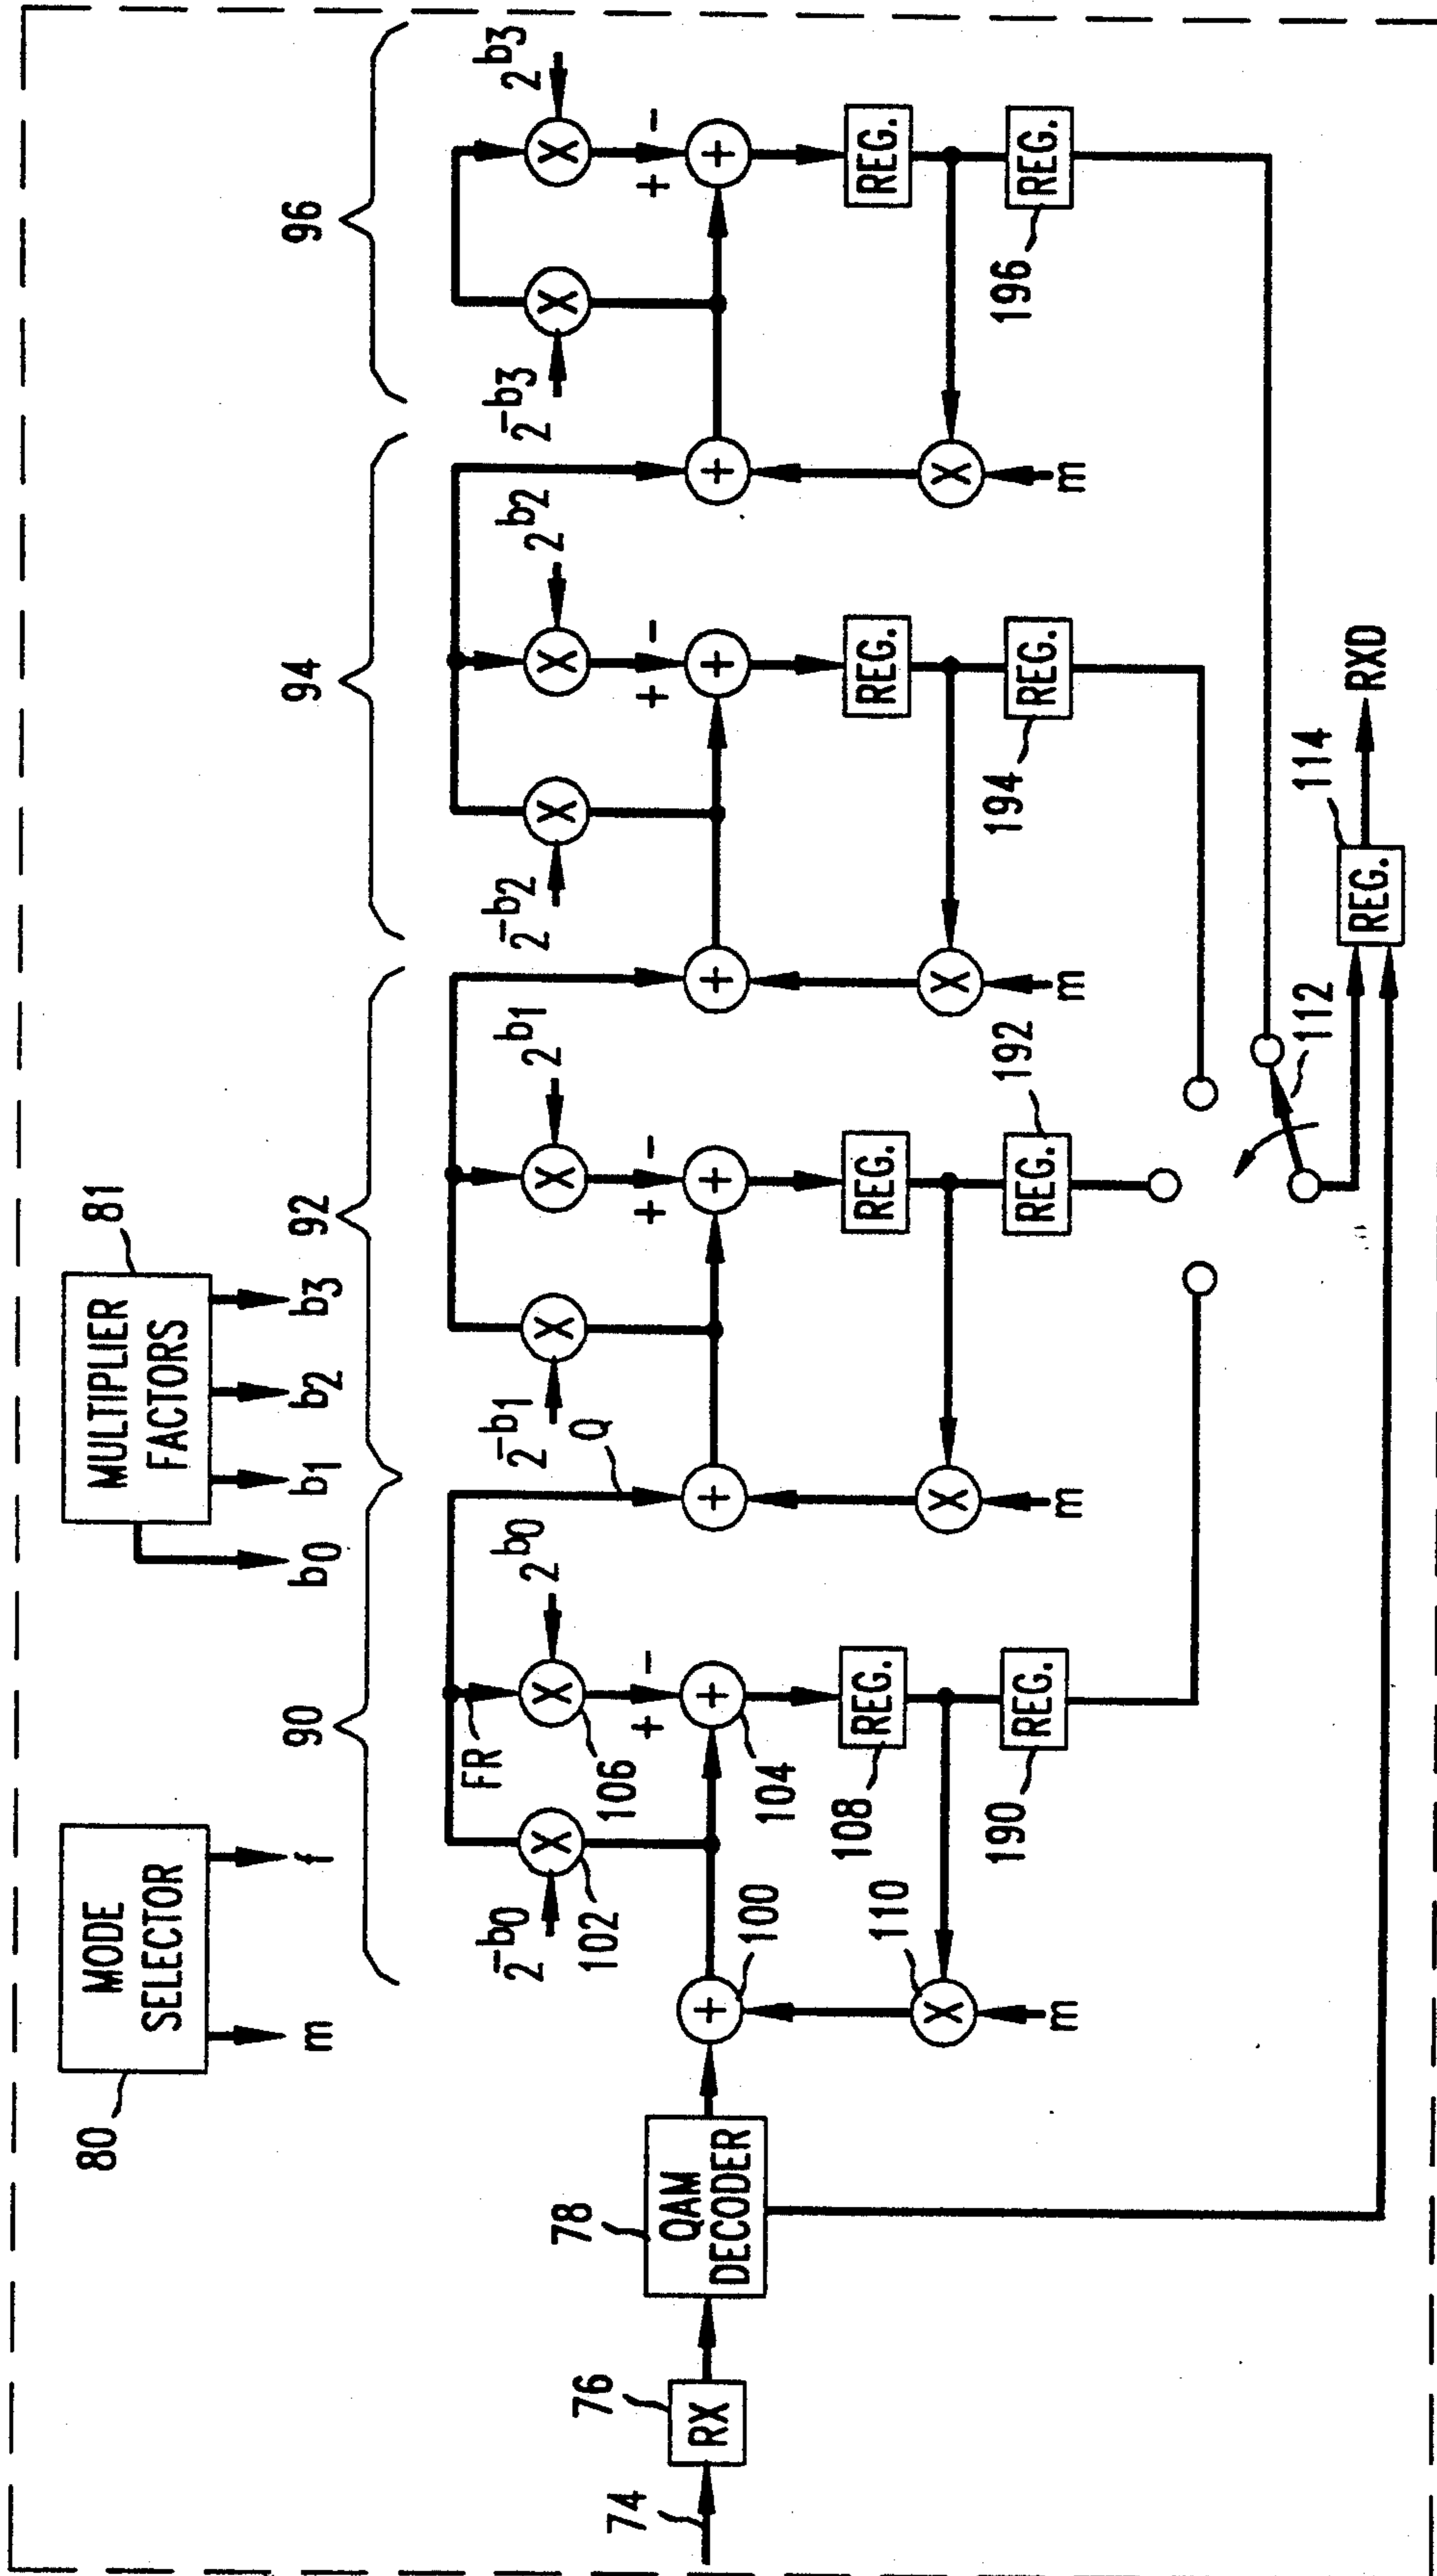 80
MODE
SELECTOR
m
f
MULTIPLIER
FACTORS
81
b0
b1
b2
b3
90
92
94
96
2^-b0
102
FR
106
2^b0
Q
2^-b1
2^b1
2^-b2
2^b2
2^-b3
2^b3
X
X
X
X
X
X
X
X
+
-
+
-
+
-
+
-
74
76
RX
78
QAM
DECODER
+
100
+
104
+
+
+
+
+
+
108
REG.
REG.
REG.
REG.
110
X
m
X
m
X
m
X
m
190
REG.
192
REG.
194
REG.
196
REG.
112
114
REG.
RXD